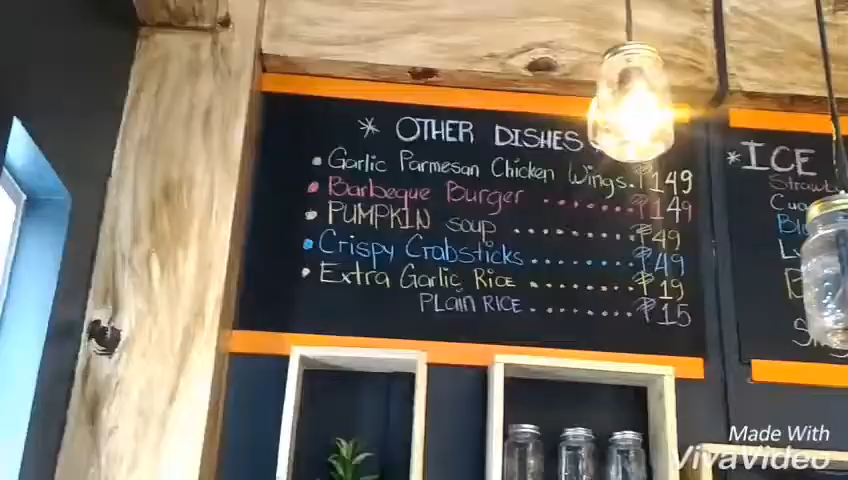 * OTHER DISHES
• Garlic Parmesan Chicken Wings. ₱149
• Barbeque Burger ...... ₱149
• PUMPKIN soup ......... ₱49
• Crispy Crabsticks ........ ₱49
• Extra Garlic Rice ........ ₱19
PLain RICE ........ ₱15
* ICE
Made With
VivaVideo